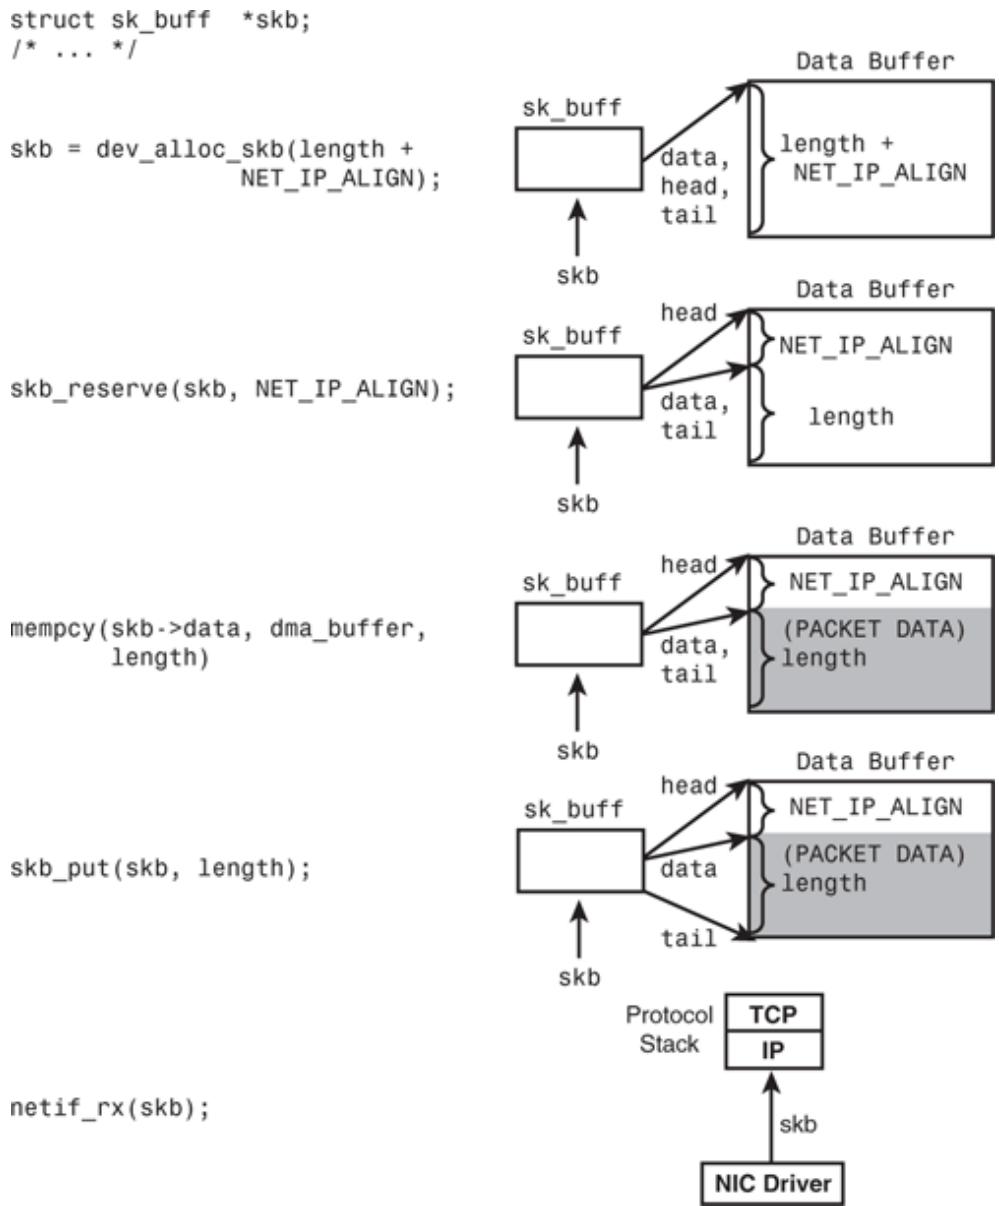 struct sk_buff  *skb;
/* ... */
Data Buffer
sk_buff
skb = dev_alloc_skb(length +
NET_IP_ALIGN);
data,
head,
tail
length +
NET_IP_ALIGN
skb
Data Buffer
head
sk_buff
NET_IP_ALIGN
skb_reserve(skb, NET_IP_ALIGN);
data,
tail
length
skb
Data Buffer
head
sk_buff
NET_IP_ALIGN
mempcy(skb->data, dma_buffer,
length)
data,
tail
(PACKET DATA)
length
skb
Data Buffer
head
sk_buff
NET_IP_ALIGN
skb_put(skb, length);
data
(PACKET DATA)
length
tail
skb
Protocol
Stack
TCP
IP
netif_rx(skb);
skb
NIC Driver